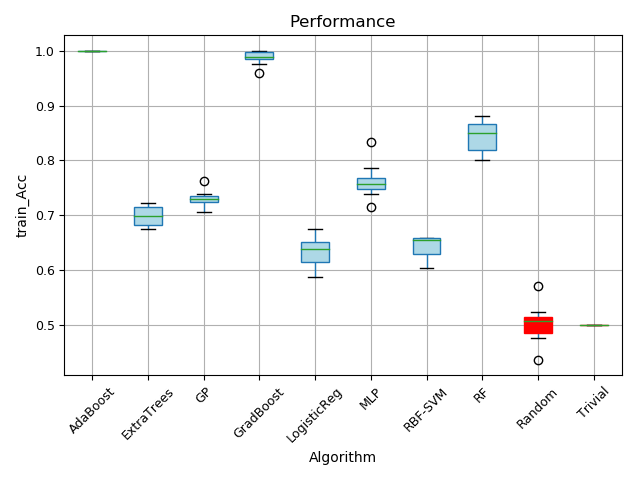 Performance
train_Acc
1.0
0.9
0.8
0.7
0.6
0.5
AdaBoost
ExtraTrees
GP
GradBoost
LogisticReg
MLP
RBF-SVM
RF
Random
Trivial
Algorithm